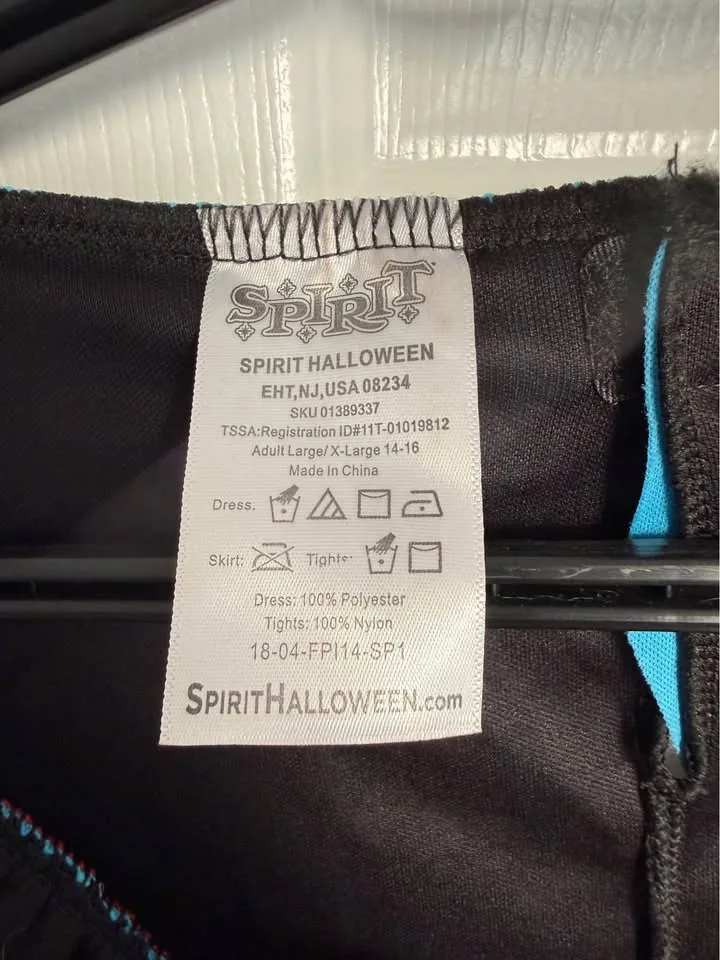 SPIRIT
SPIRIT HALLOWEEN
EHT,NJ,USA 08234
SKU 01389337
TSSA:Registration ID#11T-01019812
Adult Large/ X-Large 14-16
Made In China
Dress:
Skirt: Tights:
Dress: 100% Polyester
Tights: 100% Nylon
18-04-FPI14-SP1
SPIRITHALLOWEEN.com